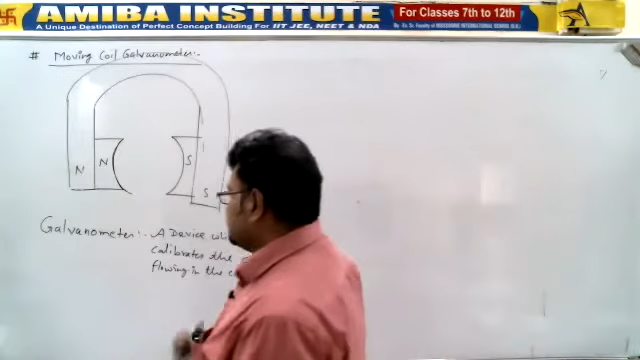 AMIBA INSTITUTE
A Unique Destination of Perfect Concept Building For IIT JEE, NEET & NDA
For Classes 7th to 12th
# Moving Coil Galvanometer:-
N N S S
Galvanometer:- A Device
Calibrates the
flowing in the